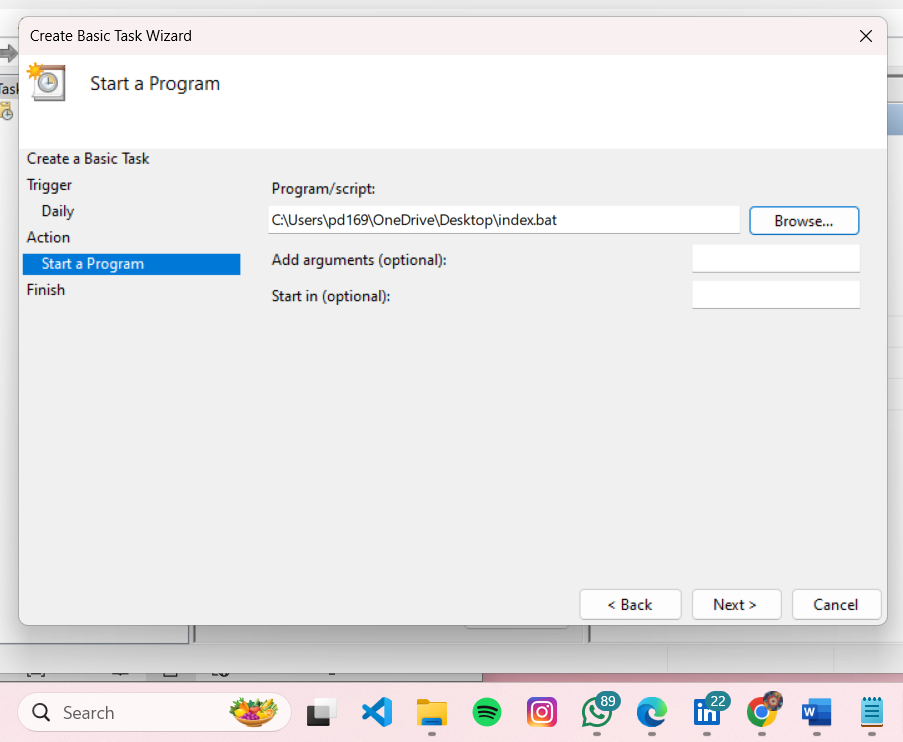 Create Basic Task Wizard
Start a Program
Create a Basic Task
Trigger
Daily
Action
Start a Program
Finish
Program/script:
C:\Users\pd169\OneDrive\Desktop\index.bat
Browse...
Add arguments (optional):
Start in (optional):
< Back
Next >
Cancel
Search
89
22